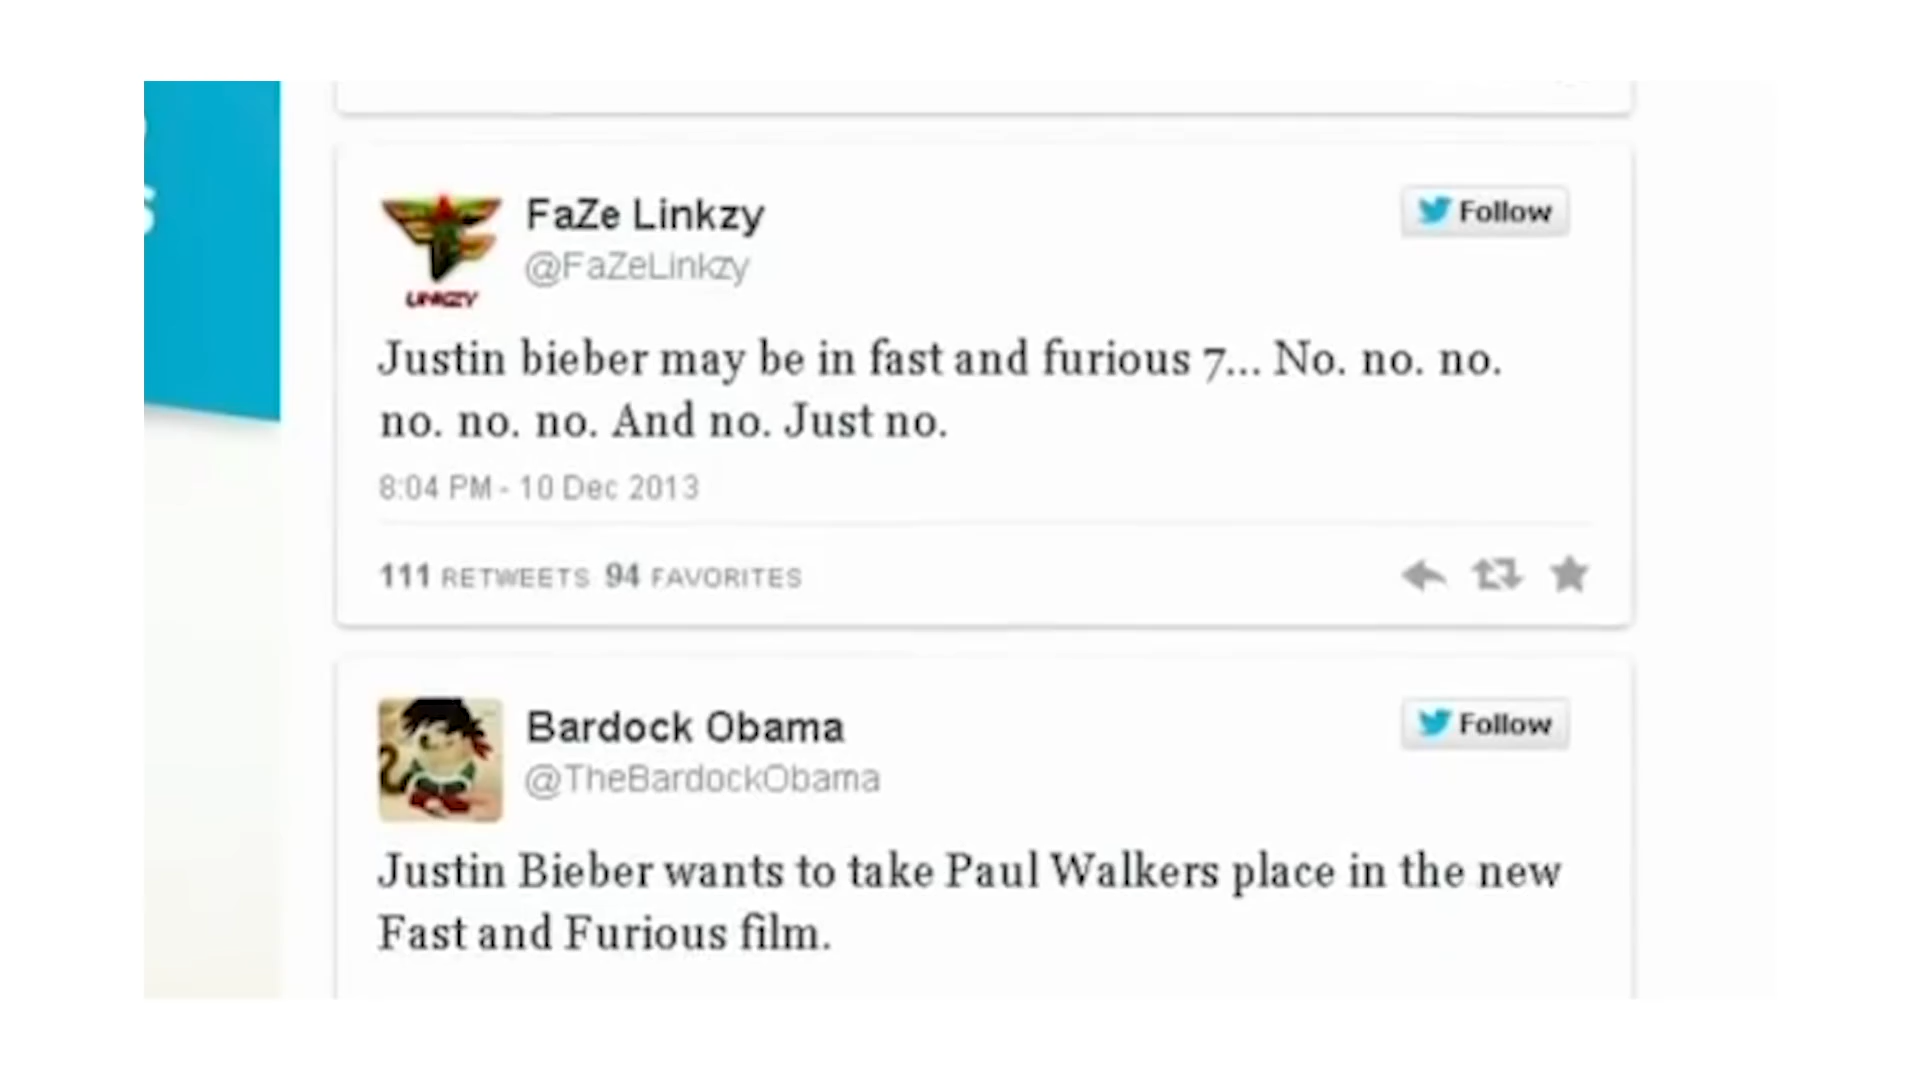 FaZe Linkzy
Follow
@FaZeLinkzy
LINKZY
Justin bieber may be in fast and furious 7... No. no. no.
no. no. no. And no. Just no.
8:04 PM - 10 Dec 2013
111 RETWEETS 94 FAVORITES
Bardock Obama
Follow
@TheBardockObama
Justin Bieber wants to take Paul Walkers place in the new
Fast and Furious film.